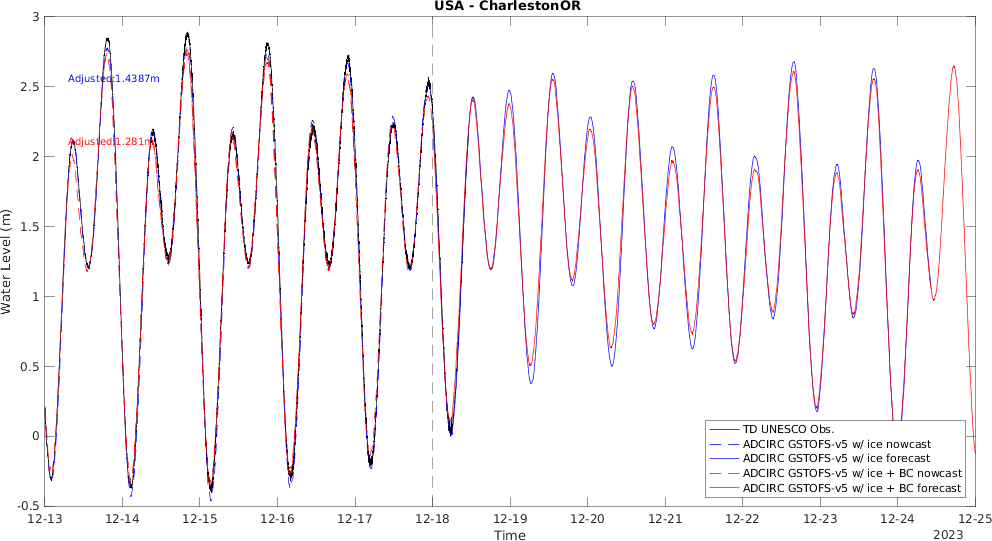 USA - CharlestonOR
3
2.5
2
1.5
1
0.5
0
-0.5
Water Level (m)
Adjusted:1.4387m
Adjusted:1.281m
TD UNESCO Obs.
ADCIRC GSTOFS-v5 w/ ice nowcast
ADCIRC GSTOFS-v5 w/ ice forecast
ADCIRC GSTOFS-v5 w/ ice + BC nowcast
ADCIRC GSTOFS-v5 w/ ice + BC forecast
12-13 12-14 12-15 12-16 12-17 12-18 12-19 12-20 12-21 12-22 12-23 12-24 12-25
Time
2023